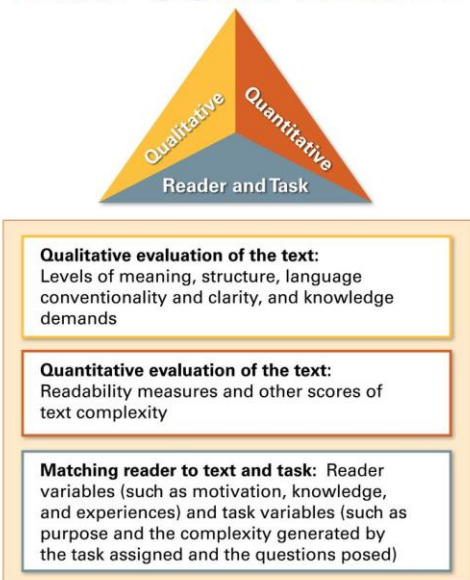 Qualitative
Quantitative
Reader and Task
Qualitative evaluation of the text:
Levels of meaning, structure, language
conventionality and clarity, and knowledge
demands
Quantitative evaluation of the text:
Readability measures and other scores of
text complexity
Matching reader to text and task: Reader
variables (such as motivation, knowledge,
and experiences) and task variables (such as
purpose and the complexity generated by
the task assigned and the questions posed)